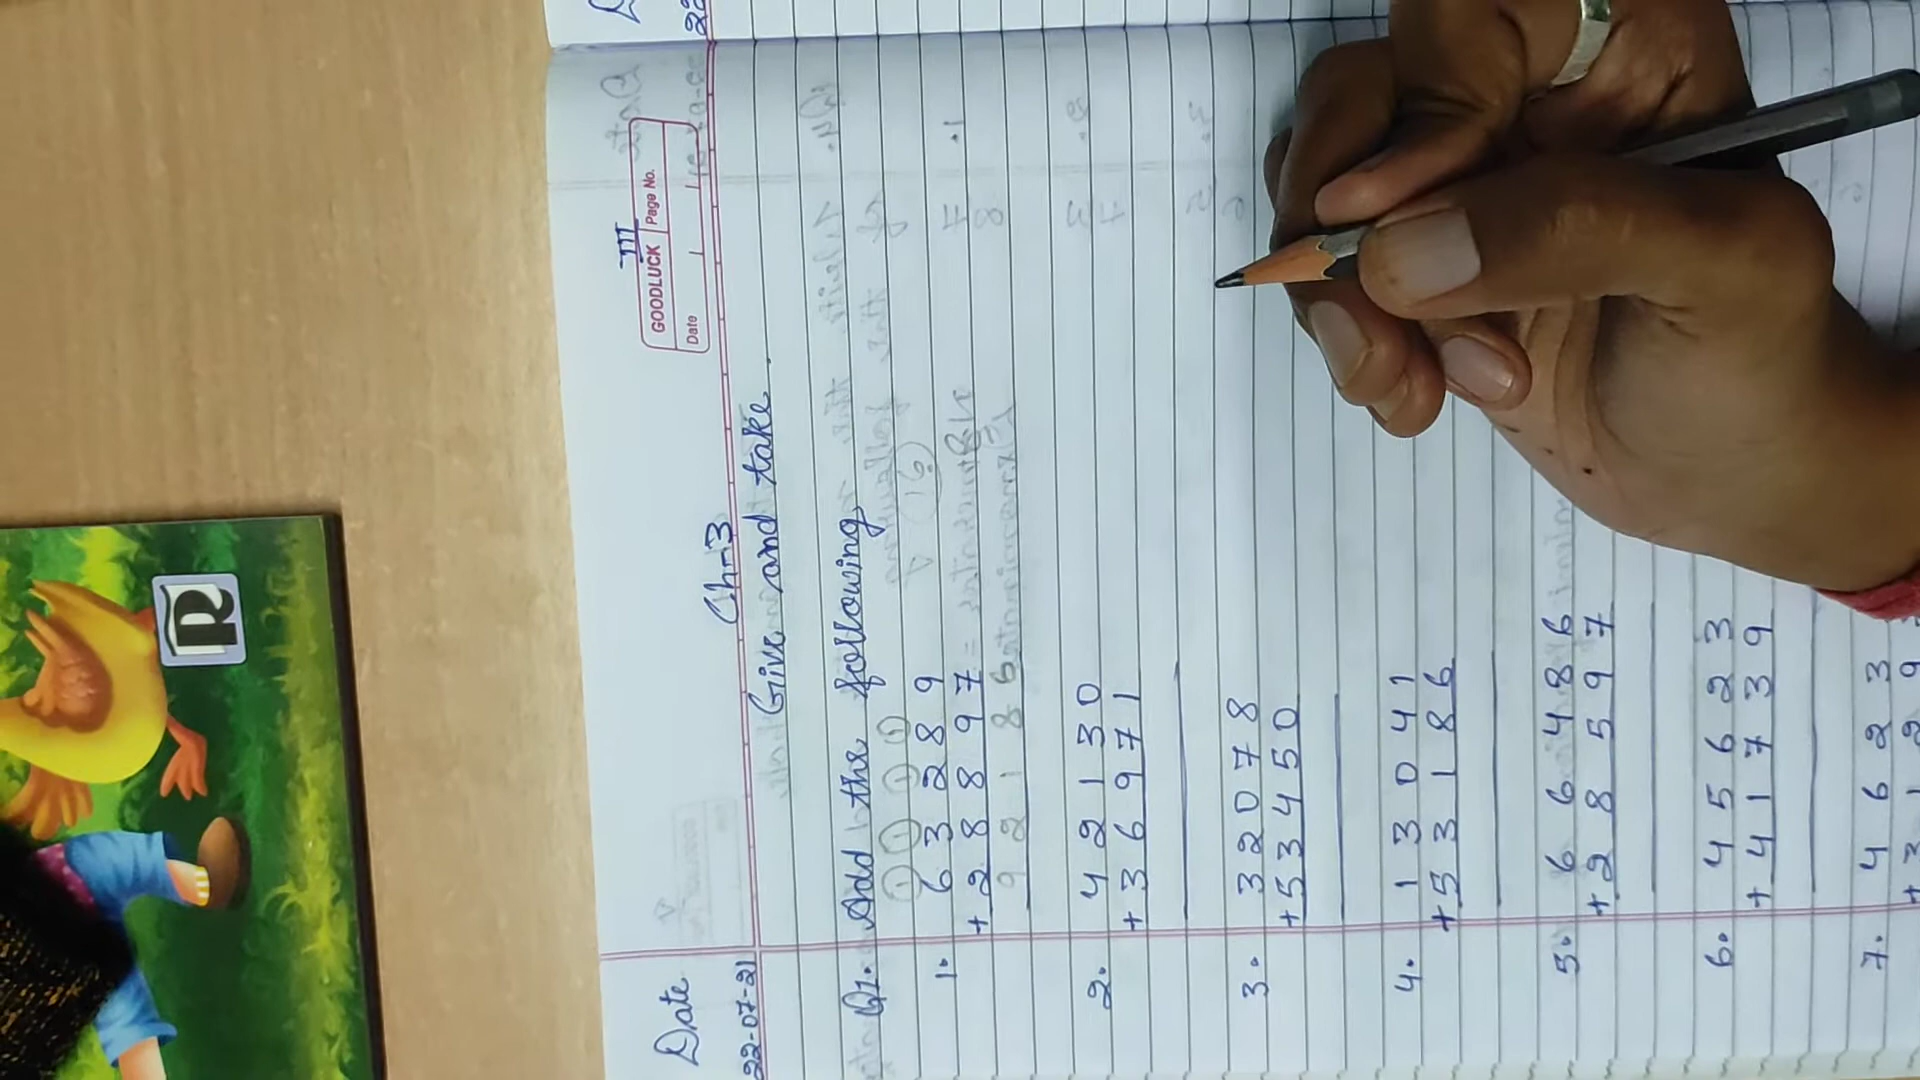 III
GOODLUCK Page No.
Date / /
Date Ch-3
22-07-21 Give and take.
Q1. Add the following
1 1 1 1
1. 6 3 2 8 9
+ 2 8 8 9 7
9 2 1 8 6
2. 4 2 1 3 0
+ 3 6 9 7 1
3. 3 2 0 7 8
+ 5 3 4 5 0
4. 1 3 0 4 1
+ 5 3 1 8 6
5. 6 6 4 8 6
+ 2 8 5 9 7
6. 4 5 6 2 3
+ 4 1 7 3 9
7. 4 6 2 3
R